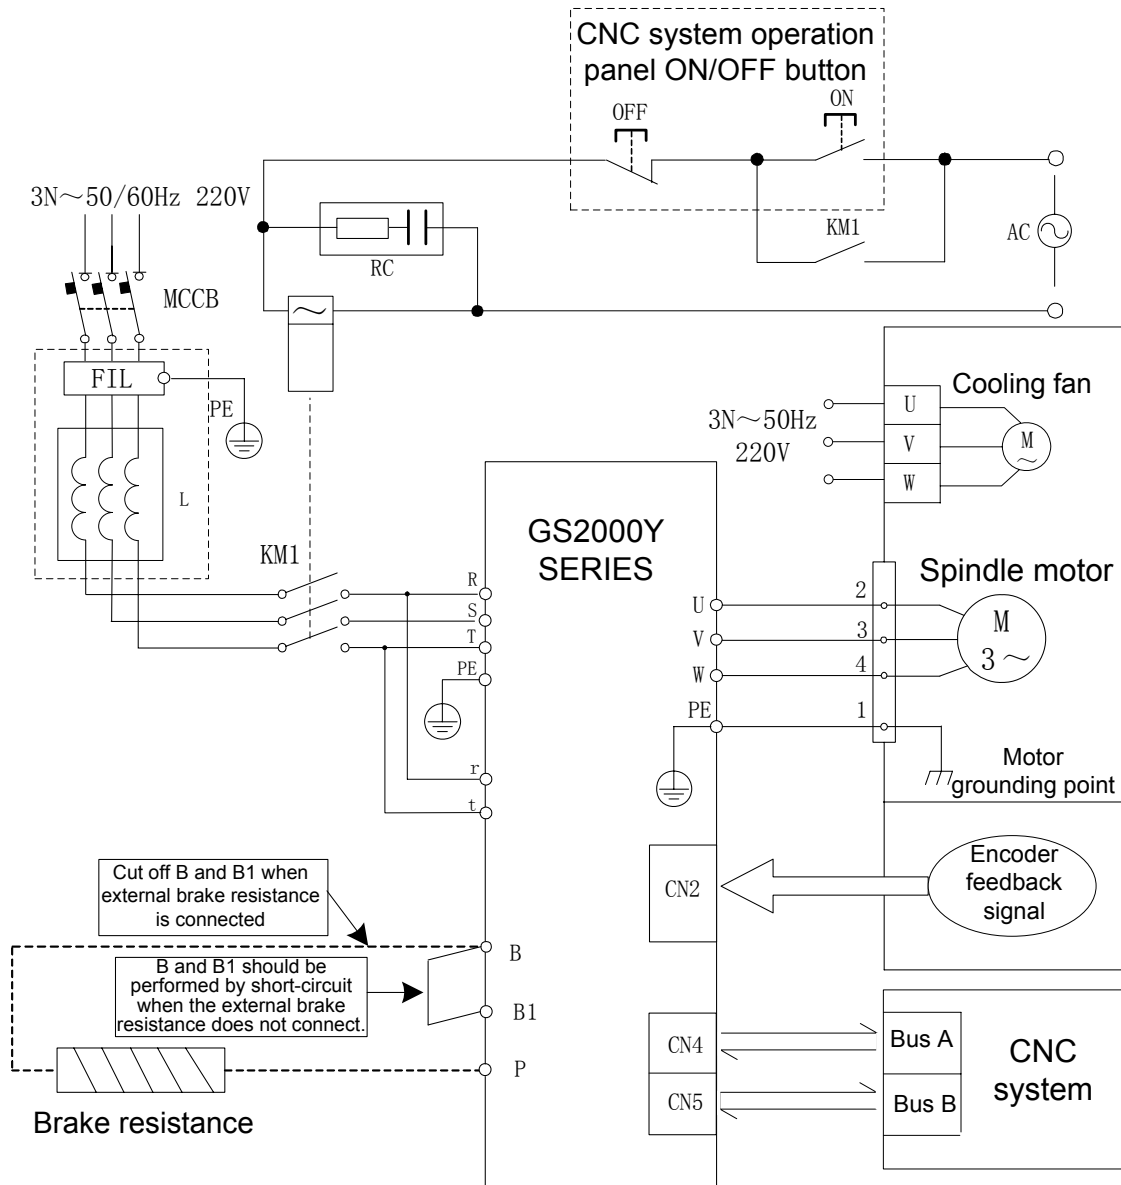 CNC system operation
panel ON/OFF button
OFF
ON
3N～50/60Hz 220V
KM1
AC
RC
MCCB
FIL
PE
L
Cooling fan
3N～50Hz
220V
U
V
W
M
～
KM1
GS2000Y
SERIES
R
S
T
PE
r
t
U
V
W
PE
2
3
4
1
Spindle motor
M
3～
Motor
grounding point
Cut off B and B1 when
external brake resistance
is connected
B and B1 should be
performed by short-circuit
when the external brake
resistance does not connect.
B
B1
P
Brake resistance
CN2
Encoder
feedback
signal
CN4
CN5
Bus A
Bus B
CNC
system